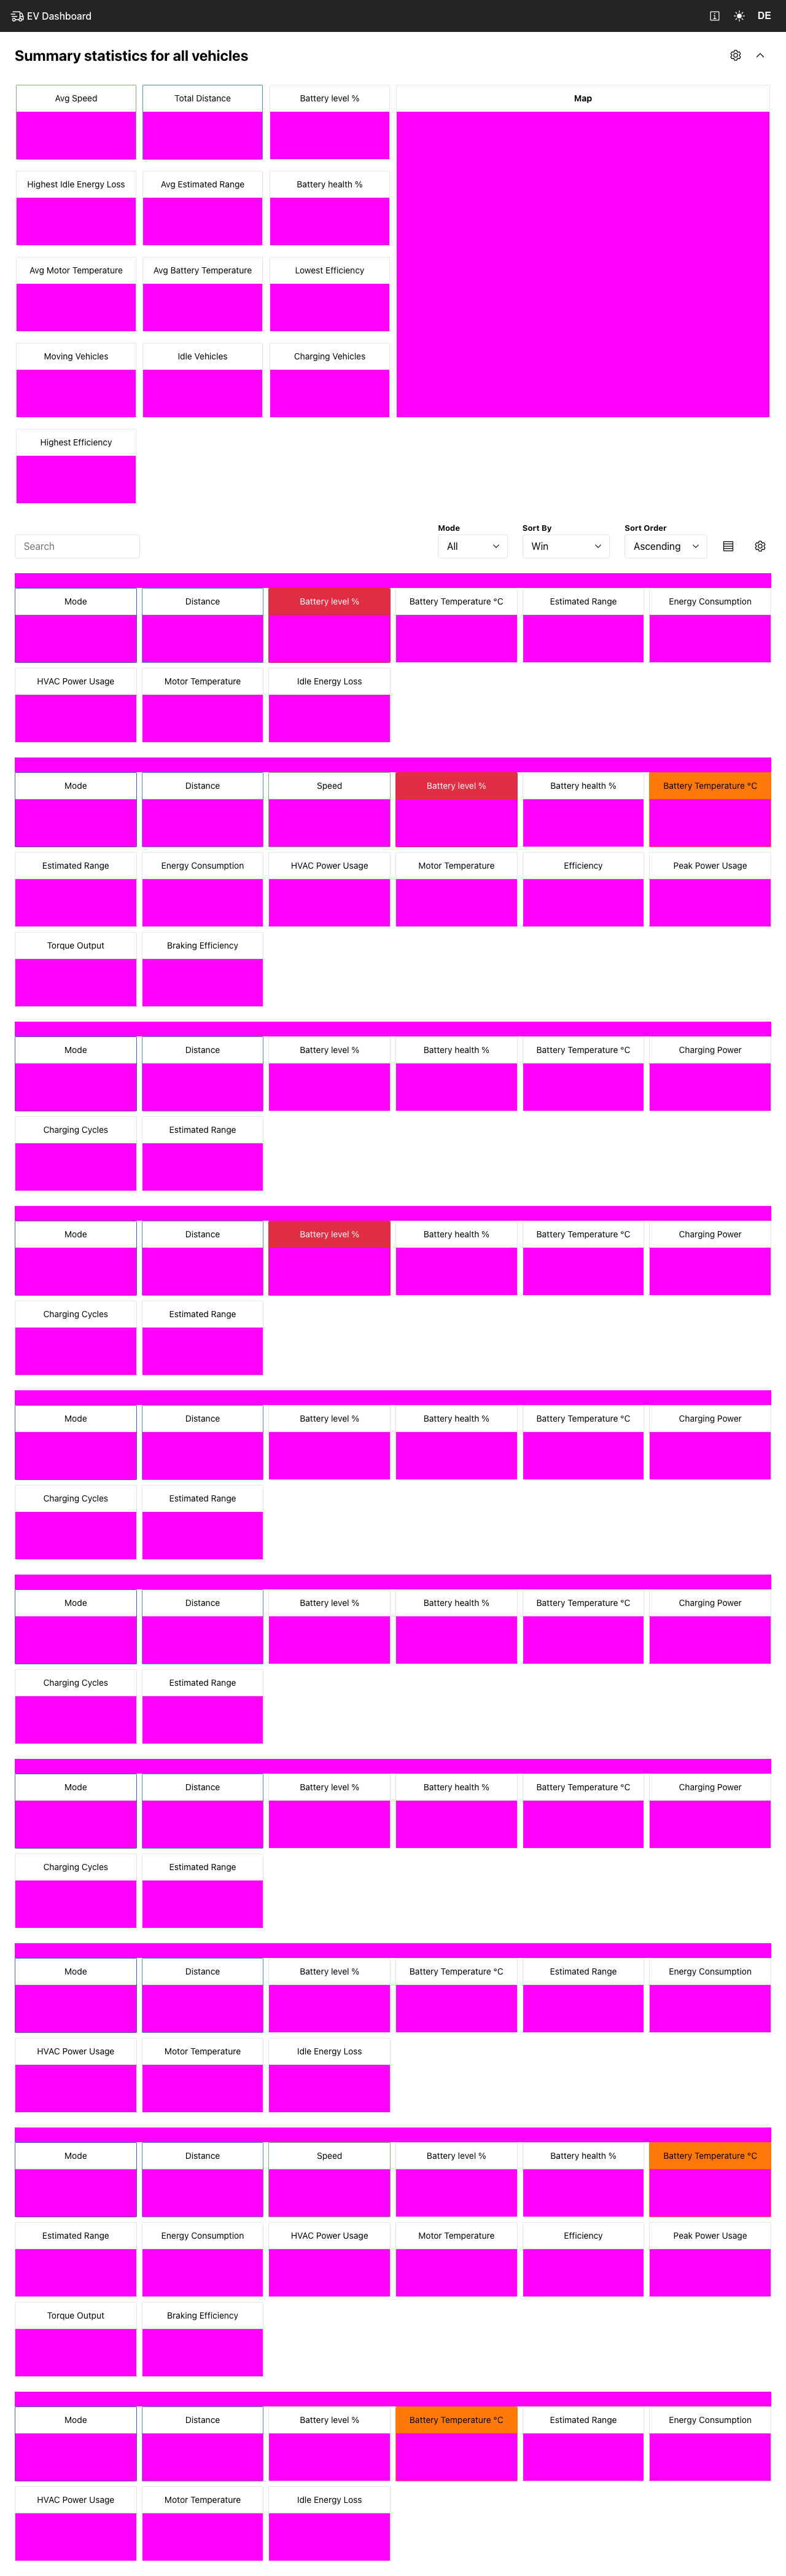 EV Dashboard DE
Summary statistics for all vehicles
Avg Speed Total Distance Battery level % Map
Highest Idle Energy Loss Avg Estimated Range Battery health %
Avg Motor Temperature Avg Battery Temperature Lowest Efficiency
Moving Vehicles Idle Vehicles Charging Vehicles
Highest Efficiency
Mode Sort By Sort Order
Search All Win Ascending
Mode Distance Battery level % Battery Temperature °C Estimated Range Energy Consumption
HVAC Power Usage Motor Temperature Idle Energy Loss
Mode Distance Speed Battery level % Battery health % Battery Temperature °C
Estimated Range Energy Consumption HVAC Power Usage Motor Temperature Efficiency Peak Power Usage
Torque Output Braking Efficiency
Mode Distance Battery level % Battery health % Battery Temperature °C Charging Power
Charging Cycles Estimated Range
Mode Distance Battery level % Battery health % Battery Temperature °C Charging Power
Charging Cycles Estimated Range
Mode Distance Battery level % Battery health % Battery Temperature °C Charging Power
Charging Cycles Estimated Range
Mode Distance Battery level % Battery health % Battery Temperature °C Charging Power
Charging Cycles Estimated Range
Mode Distance Battery level % Battery health % Battery Temperature °C Charging Power
Charging Cycles Estimated Range
Mode Distance Battery level % Battery Temperature °C Estimated Range Energy Consumption
HVAC Power Usage Motor Temperature Idle Energy Loss
Mode Distance Speed Battery level % Battery health % Battery Temperature °C
Estimated Range Energy Consumption HVAC Power Usage Motor Temperature Efficiency Peak Power Usage
Torque Output Braking Efficiency
Mode Distance Battery level % Battery Temperature °C Estimated Range Energy Consumption
HVAC Power Usage Motor Temperature Idle Energy Loss